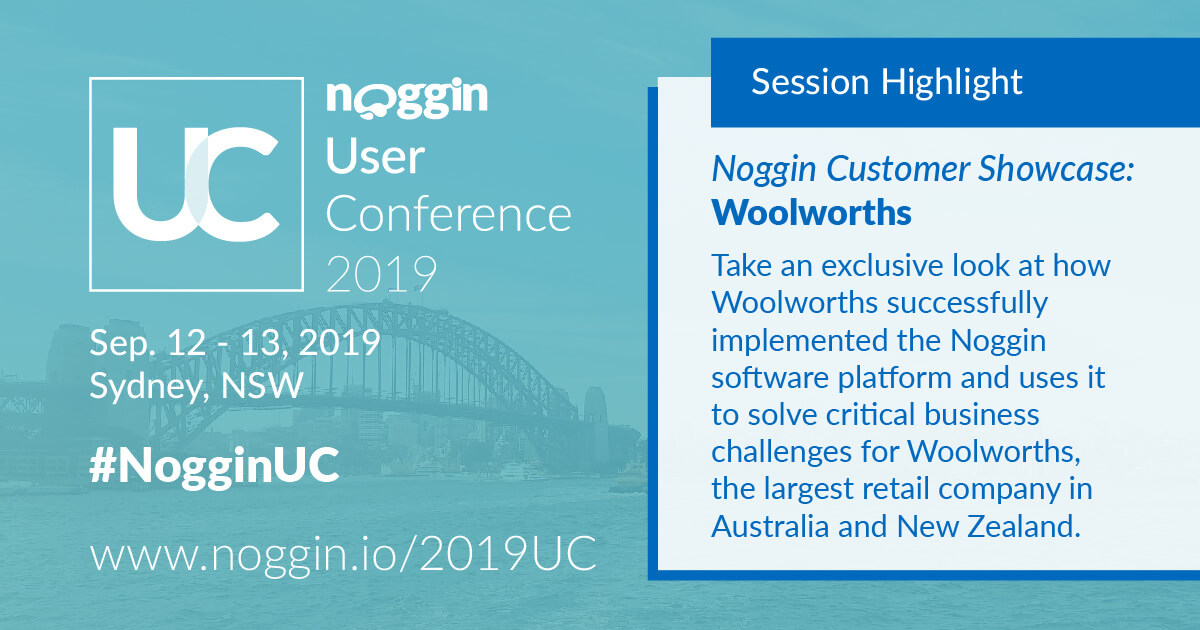 UC
noggin
User
Conference
2019
Sep. 12 - 13, 2019
Sydney, NSW
#NogginUC
www.noggin.io/2019UC
Session Highlight
Noggin Customer Showcase:
Woolworths
Take an exclusive look at how
Woolworths successfully
implemented the Noggin
software platform and uses it
to solve critical business
challenges for Woolworths,
the largest retail company in
Australia and New Zealand.